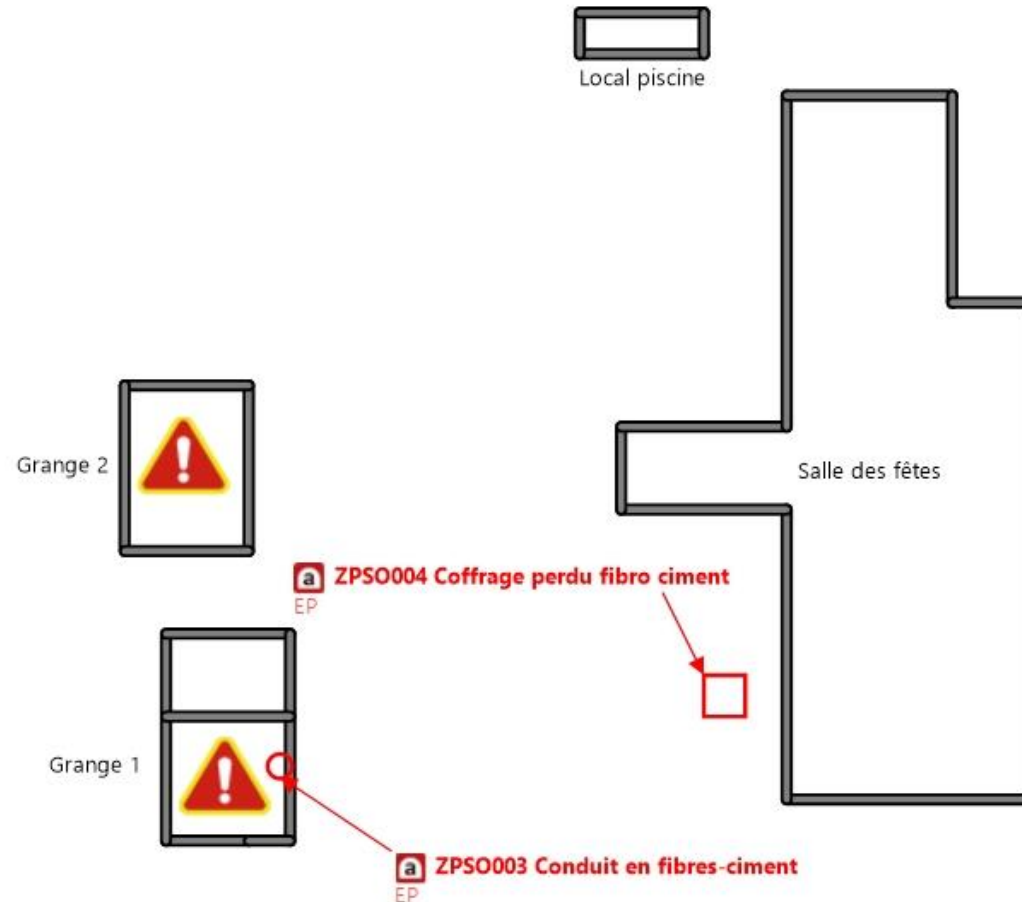 Local piscine
Grange 2
Salle des fêtes
a ZPSO004 Coffrage perdu fibro ciment
EP
Grange 1
a ZPSO003 Conduit en fibres-ciment
EP